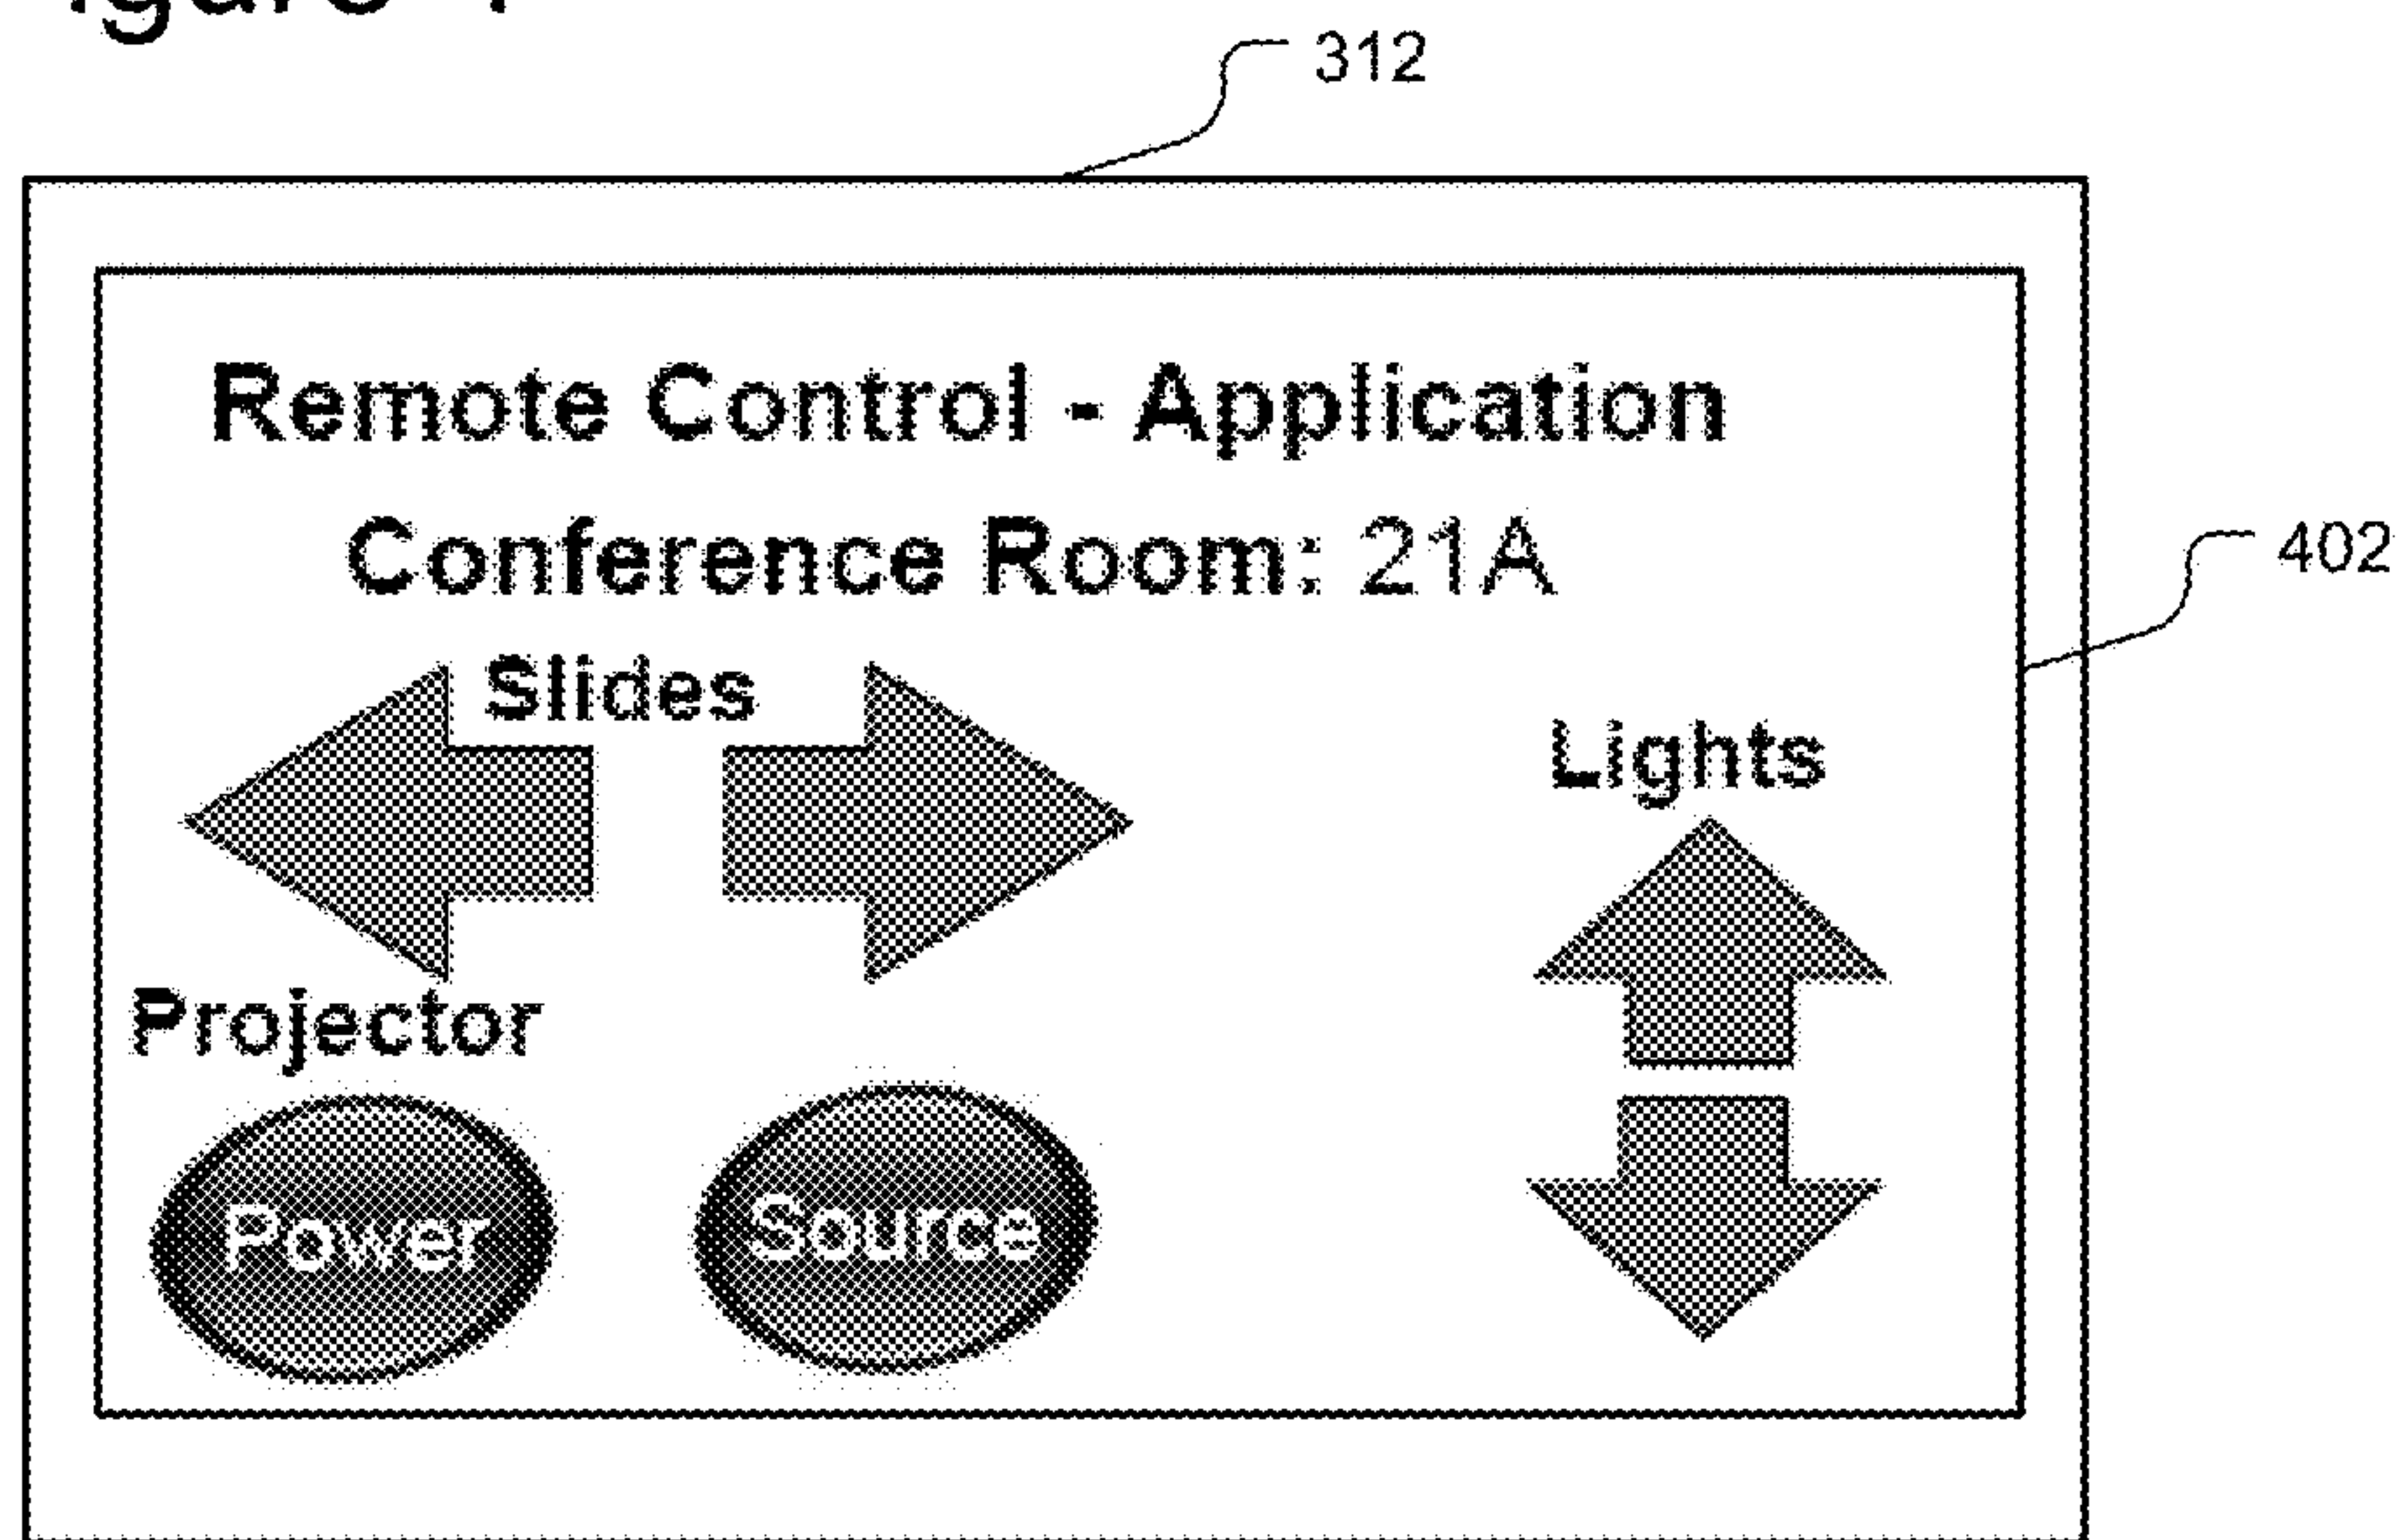 312
Remote Control - Application
Conference Room: 21A
402
Slides
Lights
Projector
Power
Source